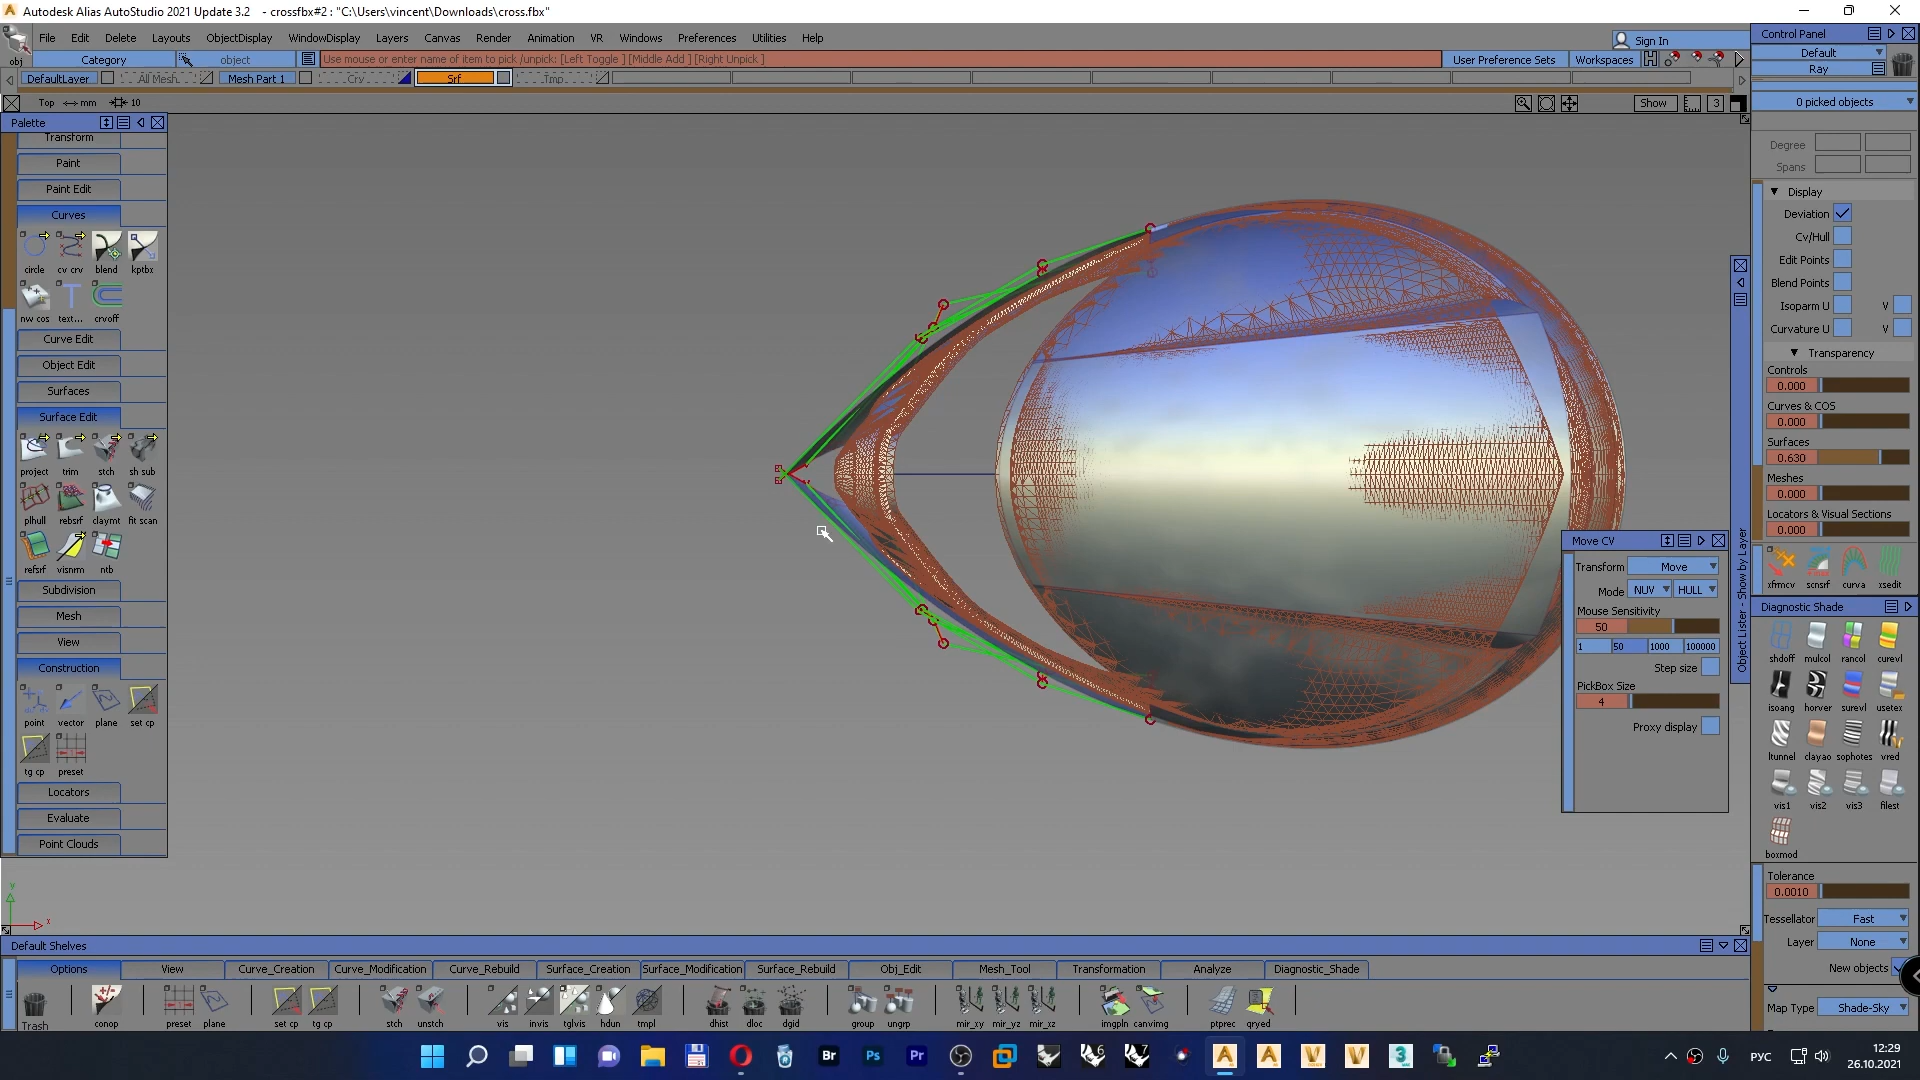 Autodesk Alias AutoStudio 2021 Update 3.2 - crossfbx#2 : "C:\Users\vincent\Downloads\cross.fbx"
File Edit Delete Layouts ObjectDisplay WindowDisplay Layers Canvas Render Animation VR Windows Preferences Utilities Help
Sign In
obj Category object Use mouse or enter name of item to pick /unpick: [Left Toggle ] [Middle Add ] [Right Unpick ] User Preference Sets Workspaces
DefaultLayer All Mesh Mesh Part 1 Crv Srf Tmp
Top mm 10 Show 3
Palette
Transform
Paint
Paint Edit
Curves
circle cv crv blend kptbx
nw cos text... crvoff
Curve Edit
Object Edit
Surfaces
Surface Edit
project trim stch sh sub
plhull rebsrf claymt fit scan
refsrf visnrm ntb
Subdivision
Mesh
View
Construction
point vector plane set cp
tg cp preset
Locators
Evaluate
Point Clouds
y
x
Control Panel
Default
Ray
0 picked objects
Degree
Spans
Display
Deviation
Cv/Hull
Edit Points
Blend Points
Isoparm U V
Curvature U V
Transparency
Controls
0.000
Curves & COS
0.000
Surfaces
0.630
Meshes
0.000
Locators & Visual Sections
0.000
xfrmcv scnsrf curva xsedit
Diagnostic Shade
shdoff mulcol rancol curevl
isoang horver surevl usetex
ltunnel clayao sophotes vred
vis1 vis2 vis3 filest
boxmod
Tolerance
0.0010
Tessellator Fast
Layer None
New objects
Map Type Shade-Sky
Object Lister - Show by Layer
Move CV
Transform Move
Mode NUV HULL
Mouse Sensitivity
50
1 50 1000 100000
Step size
PickBox Size
4
Proxy display
Default Shelves
Options View Curve_Creation Curve_Modification Curve_Rebuild Surface_Creation Surface_Modification Surface_Rebuild Obj_Edit Mesh_Tool Transformation Analyze Diagnostic_Shade
Trash conop preset plane set cp tg cp stch unstch vis invis tglvis hdun tmpl dhist dloc dgid group ungrp mir_xy mir_yz mir_xz imgpln canvimg ptprec qryed
Br Ps Pr 6 7 3 РУС 12:29
26.10.2021